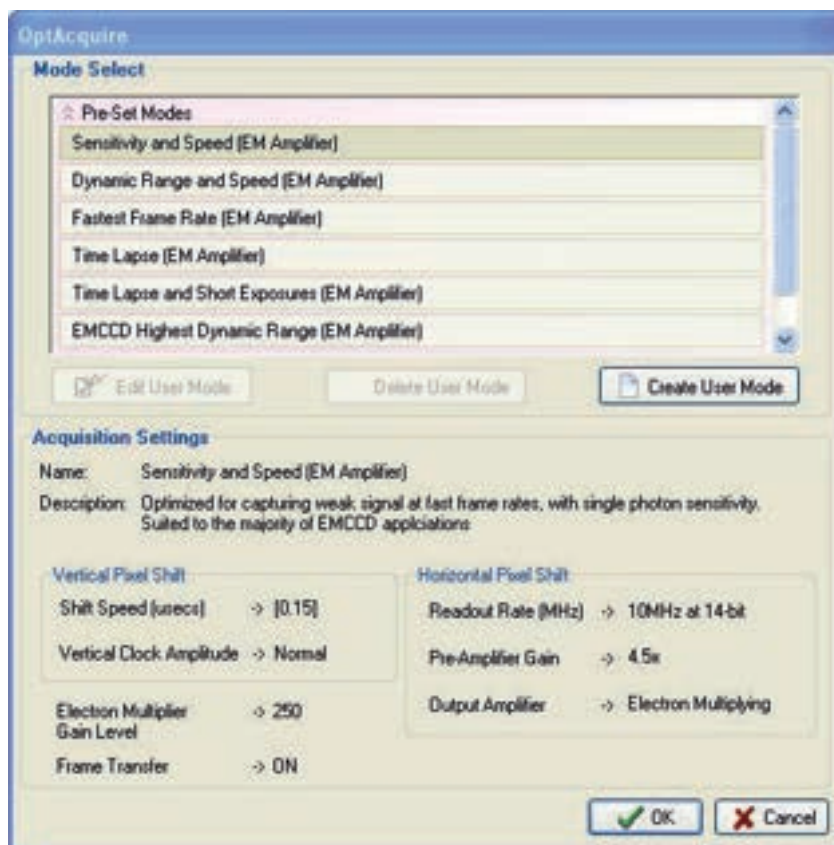 OptAcquire
Mode Select
Pre-Set Modes
Sensitivity and Speed (EM Amplifier)
Dynamic Range and Speed (EM Amplifier)
Fastest Frame Rate (EM Amplifier)
Time Lapse (EM Amplifier)
Time Lapse and Short Exposures (EM Amplifier)
EMCCD Highest Dynamic Range (EM Amplifier)
Edit User Mode
Delete User Mode
Create User Mode
Acquisition Settings
Name: Sensitivity and Speed (EM Amplifier)
Description: Optimized for capturing weak signal at fast frame rates, with single photon sensitivity.
Suited to the majority of EMCCD applciations
Vertical Pixel Shift
Shift Speed (usecs) -> [0.15]
Vertical Clock Amplitude -> Normal
Electron Multiplier
Gain Level -> 250
Frame Transfer -> ON
Horizontal Pixel Shift
Readout Rate (MHz) -> 10MHz at 14-bit
Pre-Amplifier Gain -> 4.5x
Output Amplifier -> Electron Multiplying
OK
Cancel